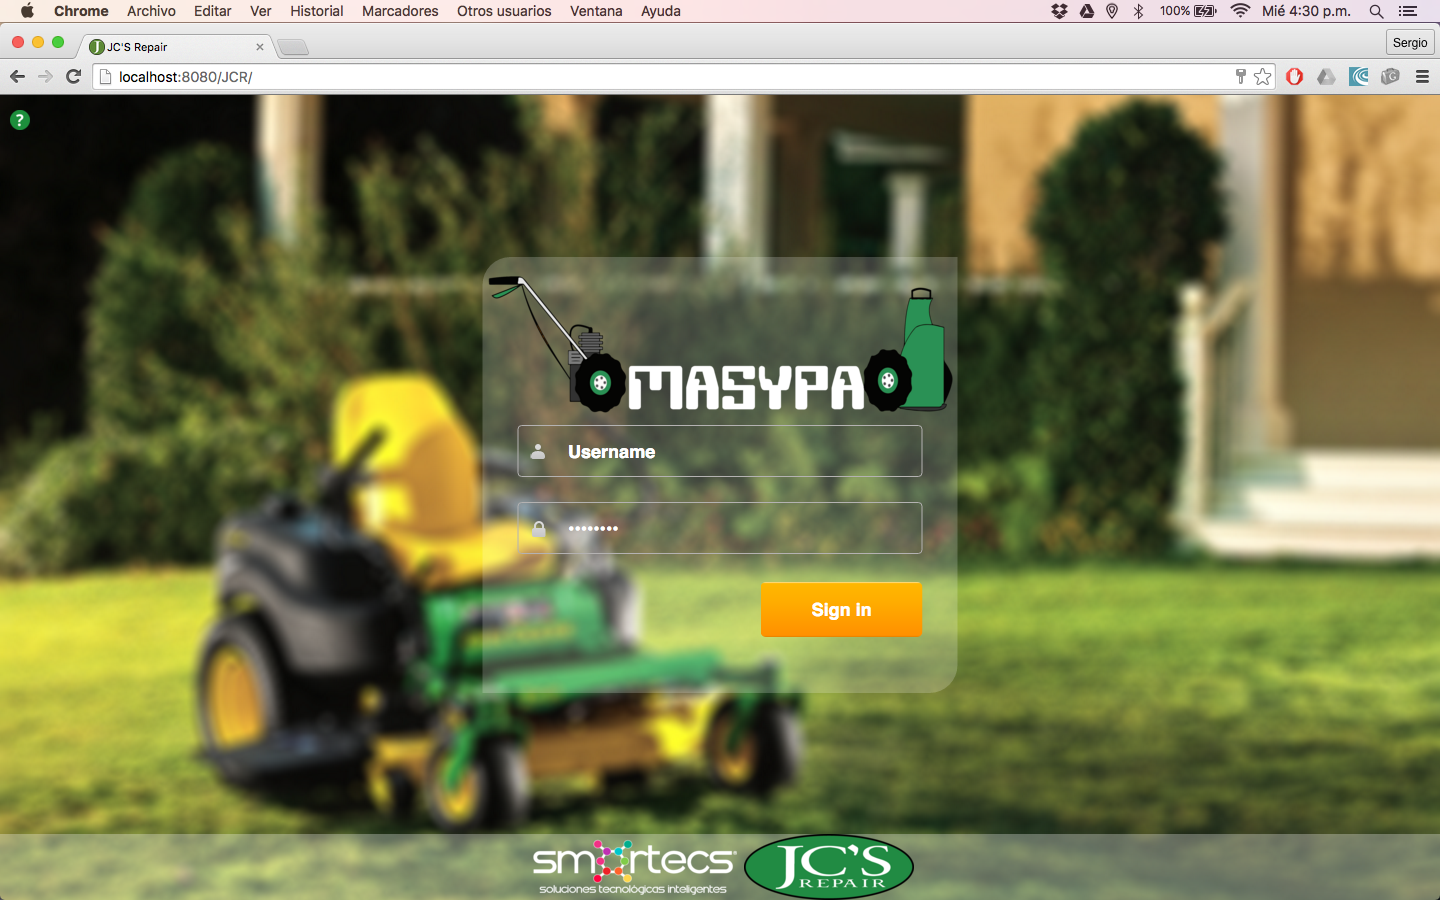 Chrome Archivo Editar Ver Historial Marcadores Otros usuarios Ventana Ayuda 100% Mié 4:30 p.m.
JC'S Repair Sergio
localhost:8080/JCR/
?
MASYPA
Username
••••••••
Sign in
smartecs
soluciones tecnológicas inteligentes
JC'S
REPAIR